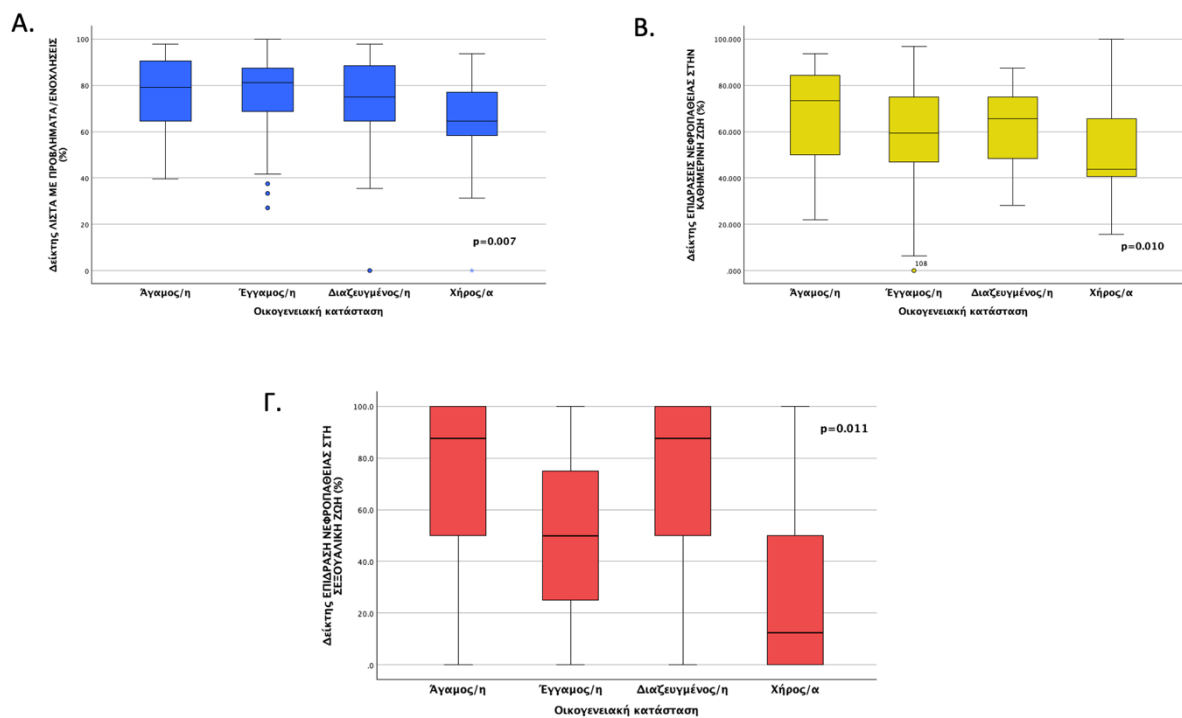 Α.
Δείκτης ΛΙΣΤΑ ΜΕ ΠΡΟΒΛΗΜΑΤΑ/ΕΝΟΧΛΗΣΕΙΣ
(%)
100
80
60
40
20
0
p=0.007
Άγαμος/η Έγγαμος/η Διαζευγμένος/η Χήρος/α
Οικογενειακή κατάσταση
Β.
Δείκτης ΕΠΙΔΡΑΣΕΙΣ ΝΕΦΡΟΠΑΘΕΙΑΣ ΣΤΗΝ
ΚΑΘΗΜΕΡΙΝΗ ΖΩΗ (%)
100.000
80.000
60.000
40.000
20.000
.000
108
p=0.010
Άγαμος/η Έγγαμος/η Διαζευγμένος/η Χήρος/α
Οικογενειακή κατάσταση
Γ.
Δείκτης ΕΠΙΔΡΑΣΗ ΝΕΦΡΟΠΑΘΕΙΑΣ ΣΤΗ
ΣΕΞΟΥΑΛΙΚΗ ΖΩΗ (%)
100.0
80.0
60.0
40.0
20.0
.0
p=0.011
Άγαμος/η Έγγαμος/η Διαζευγμένος/η Χήρος/α
Οικογενειακή κατάσταση